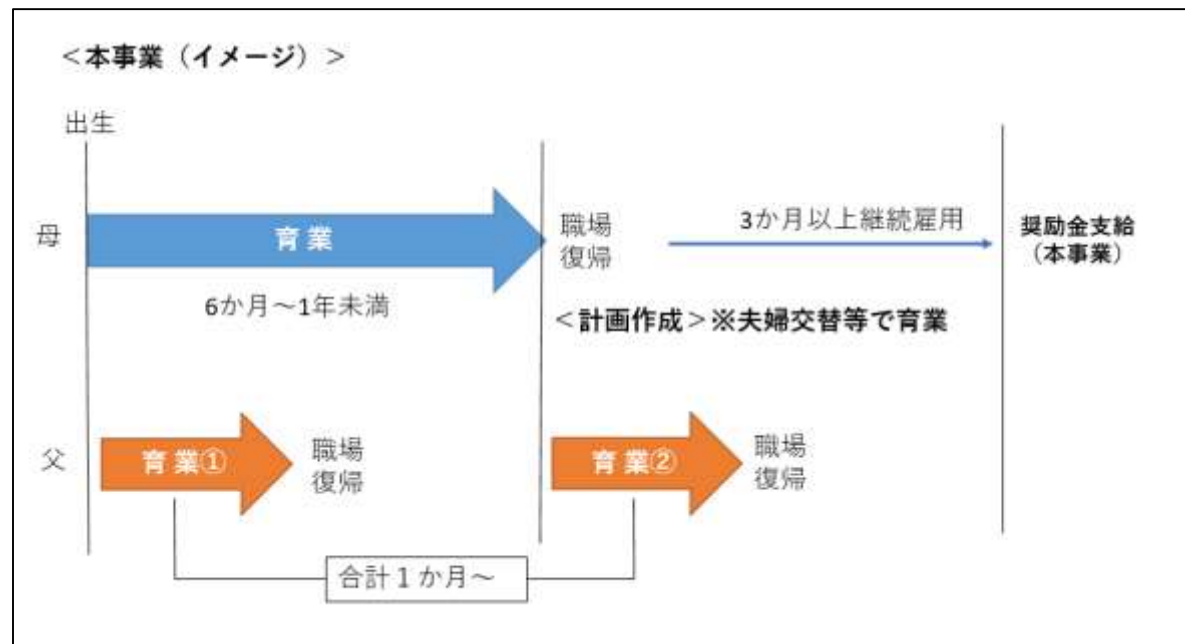 ＜本事業（イメージ）＞
出生
母
育業
職場
復帰
3か月以上継続雇用
奨励金支給
（本事業）
6か月～1年未満
＜計画作成＞※夫婦交替等で育業
父
育業①
職場
復帰
育業②
職場
復帰
合計１か月～